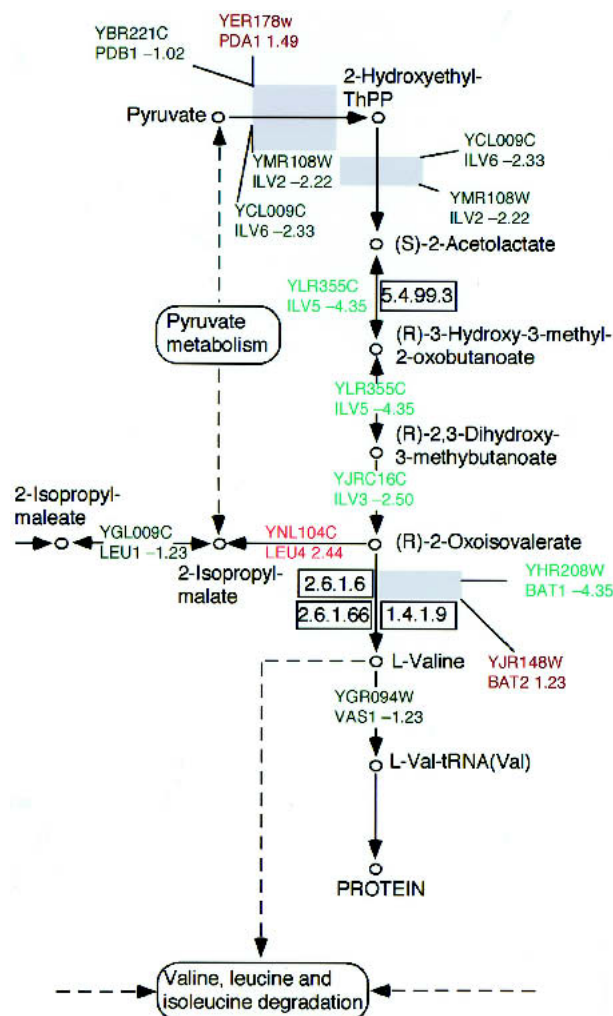 YBR221C
PDB1 –1.02
YER178w
PDA1 1.49
2-Hydroxyethyl-
ThPP
Pyruvate
YMR108W
ILV2 –2.22
YCL009C
ILV6 –2.33
YCL009C
ILV6 –2.33
YMR108W
ILV2 –2.22
(S)-2-Acetolactate
YLR355C
ILV5 –4.35
5.4.99.3
Pyruvate
metabolism
(R)-3-Hydroxy-3-methyl-
2-oxobutanoate
YLR355C
ILV5 –4.35
(R)-2,3-Dihydroxy-
3-methybutanoate
YJRC16C
ILV3 –2.50
2-Isopropyl-
maleate
YGL009C
LEU1 –1.23
YNL104C
LEU4 2.44
(R)-2-Oxoisovalerate
2-Isopropyl-
malate
2.6.1.6
2.6.1.66
1.4.1.9
YHR208W
BAT1 –4.35
YJR148W
BAT2 1.23
L-Valine
YGR094W
VAS1 –1.23
L-Val-tRNA(Val)
PROTEIN
Valine, leucine and
isoleucine degradation